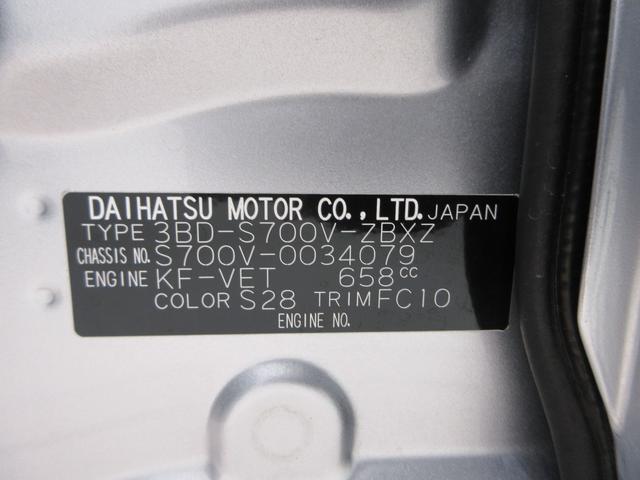 DAIHATSU MOTOR CO.,LTD. JAPAN
TYPE 3BD-S700V-ZBXZ
CHASSIS NO. S700V-0034079
ENGINE KF-VET 658cc
COLOR S28 TRIM FC10
ENGINE NO.